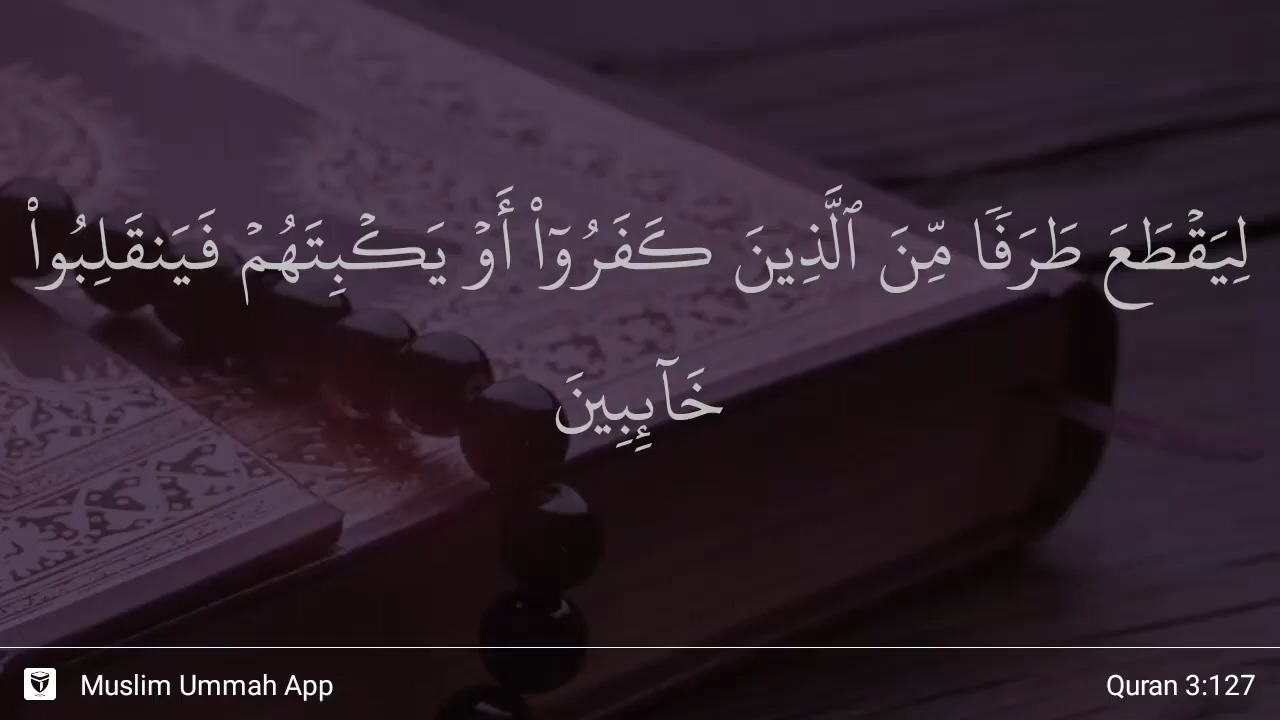 لِيَقۡطَعَ طَرَفٗا مِّنَ ٱلَّذِينَ كَفَرُوٓاْ أَوۡ يَكۡبِتَهُمۡ فَيَنقَلِبُواْ
خَآئِبِينَ
Muslim Ummah App
Quran 3:127